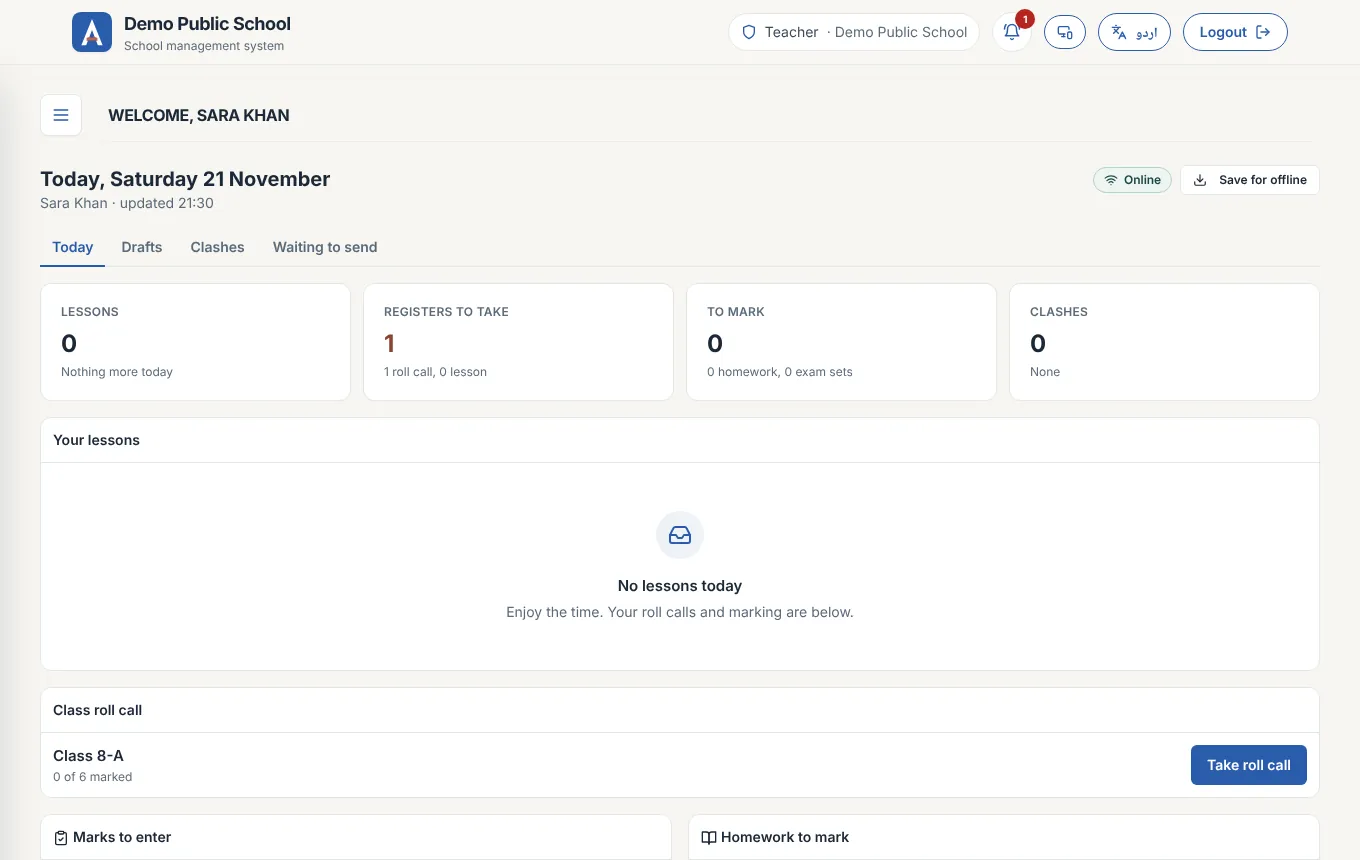 Demo Public School
School management system
Teacher · Demo Public School
1
اردو
Logout
WELCOME, SARA KHAN
Today, Saturday 21 November
Sara Khan · updated 21:30
Online
Save for offline
Today
Drafts
Clashes
Waiting to send
LESSONS
0
Nothing more today
REGISTERS TO TAKE
1
1 roll call, 0 lesson
TO MARK
0
0 homework, 0 exam sets
CLASHES
0
None
Your lessons
No lessons today
Enjoy the time. Your roll calls and marking are below.
Class roll call
Class 8-A
0 of 6 marked
Take roll call
Marks to enter
Homework to mark